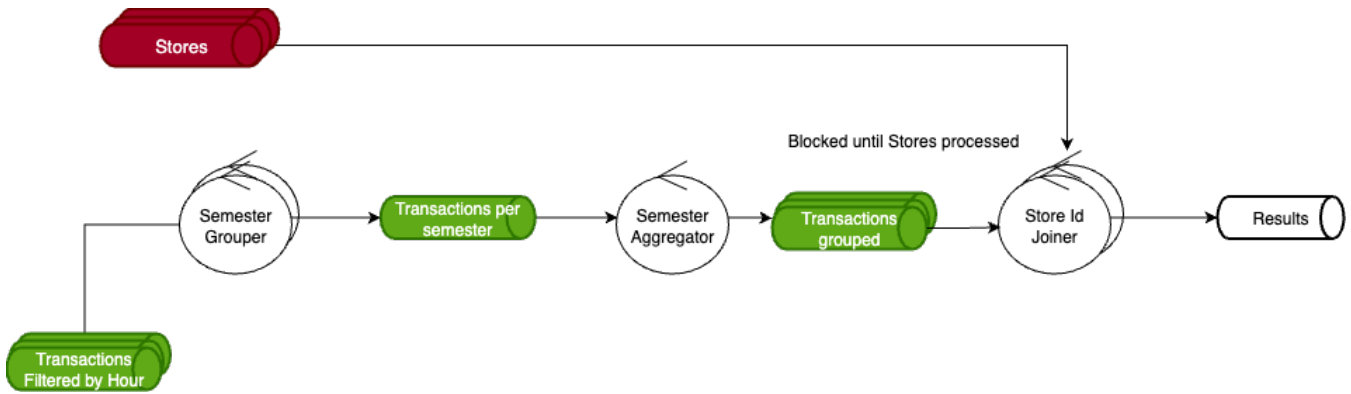 Stores
Blocked until Stores processed
Semester
Grouper
Transactions per
semester
Semester
Aggregator
Transactions
grouped
Store Id
Joiner
Results
Transactions
Filtered by Hour